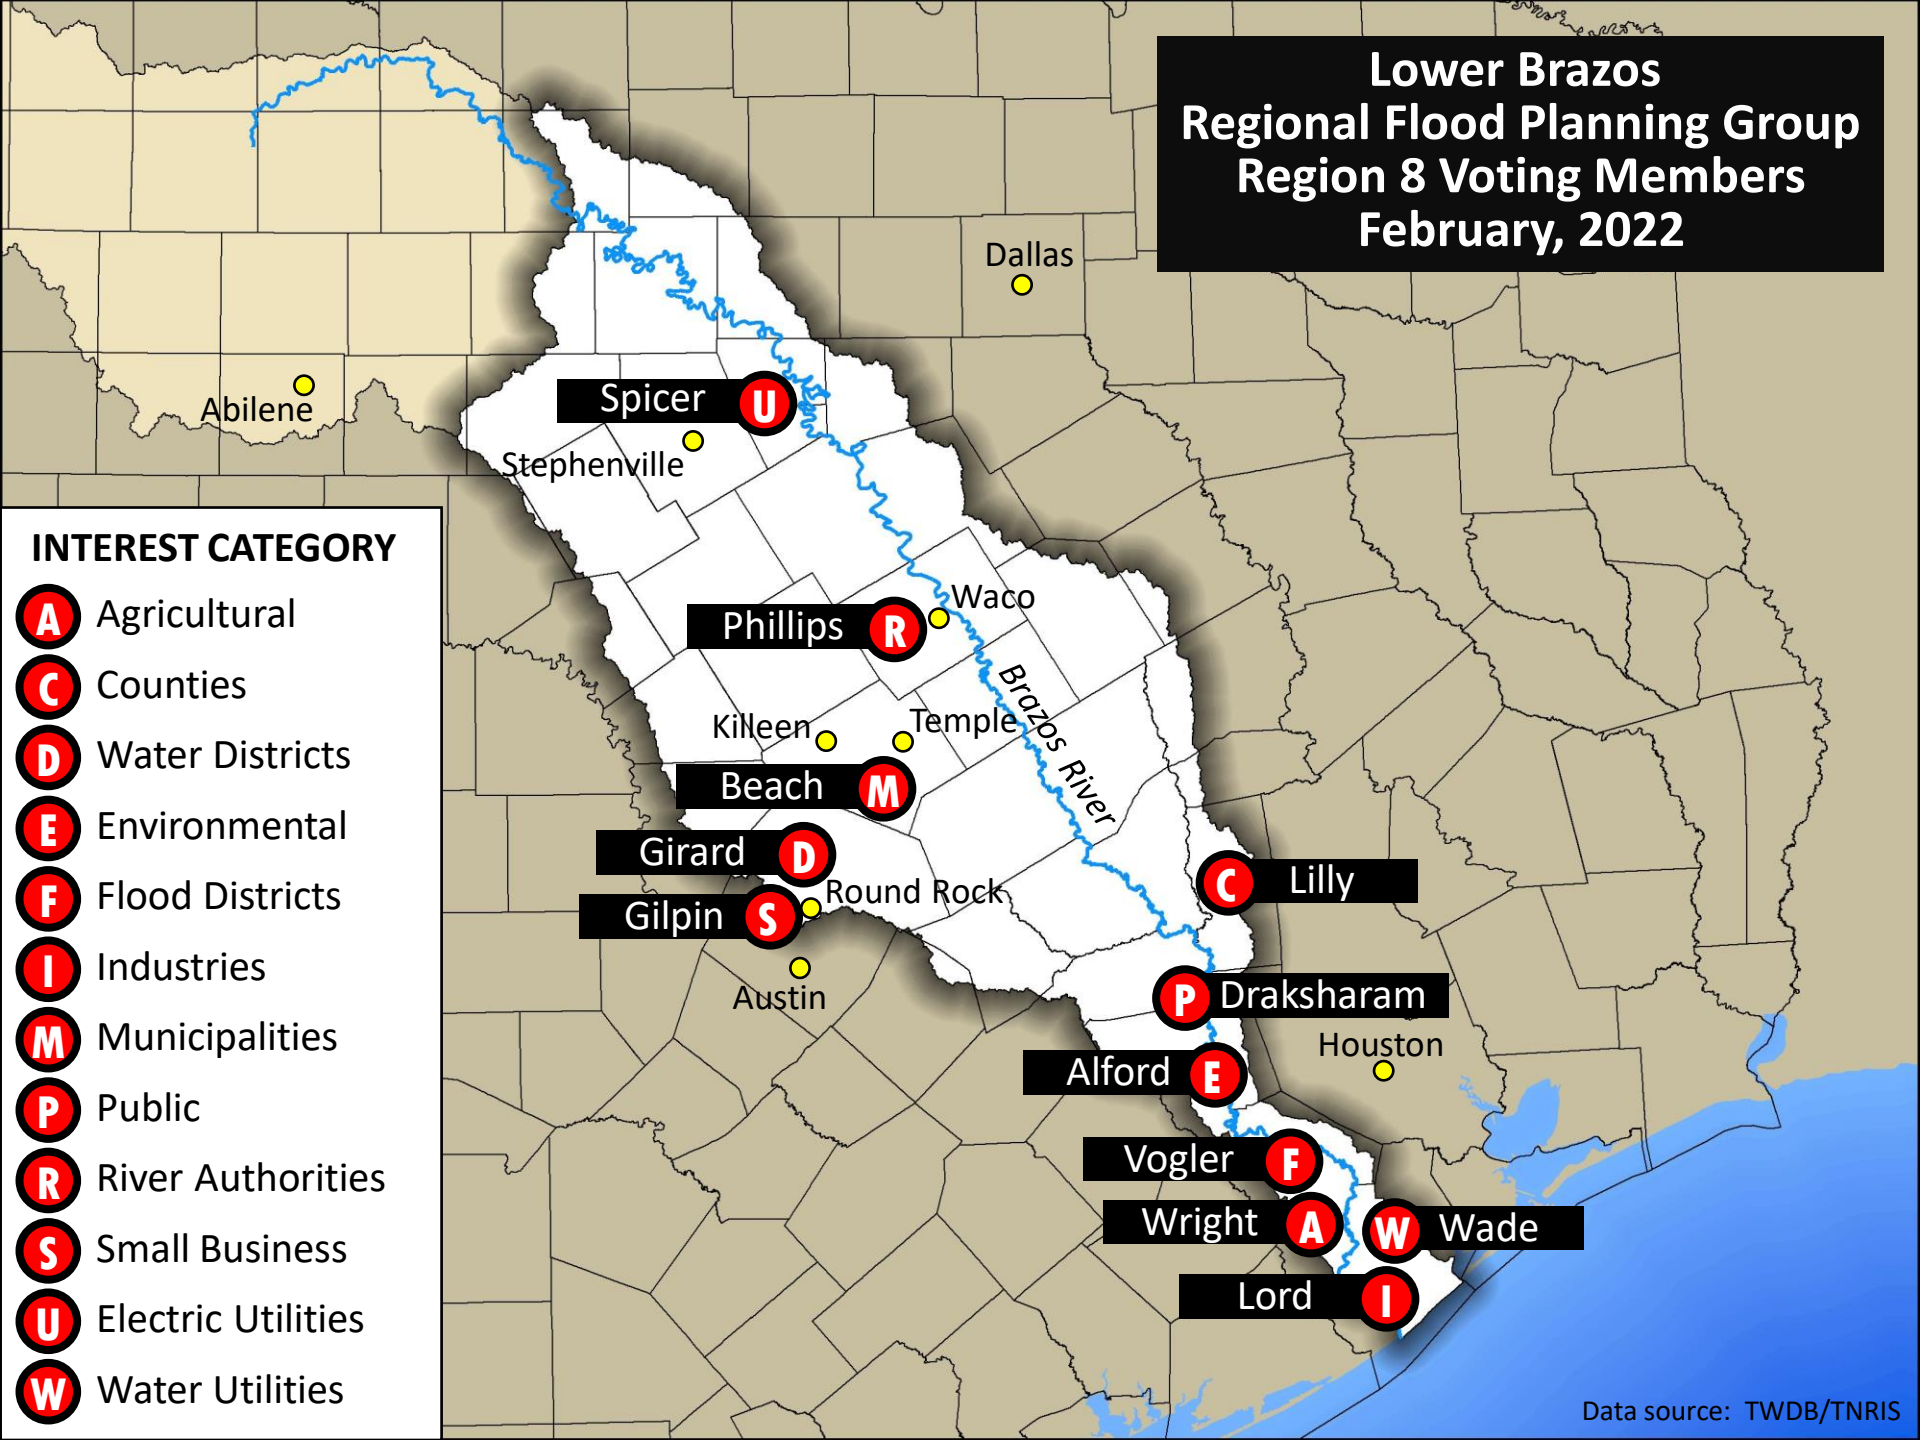 Lower Brazos
Regional Flood Planning Group
Region 8 Voting Members
February, 2022
Dallas
Abilene
Spicer U
Stephenville
Waco
Phillips R
Brazos River
Killeen
Temple
Beach M
Girard D
Round Rock
Gilpin S
C Lilly
Austin
P Draksharam
Houston
Alford E
Vogler F
Wright A
W Wade
Lord I
INTEREST CATEGORY
A Agricultural
C Counties
D Water Districts
E Environmental
F Flood Districts
I Industries
M Municipalities
P Public
R River Authorities
S Small Business
U Electric Utilities
W Water Utilities
Data source: TWDB/TNRIS